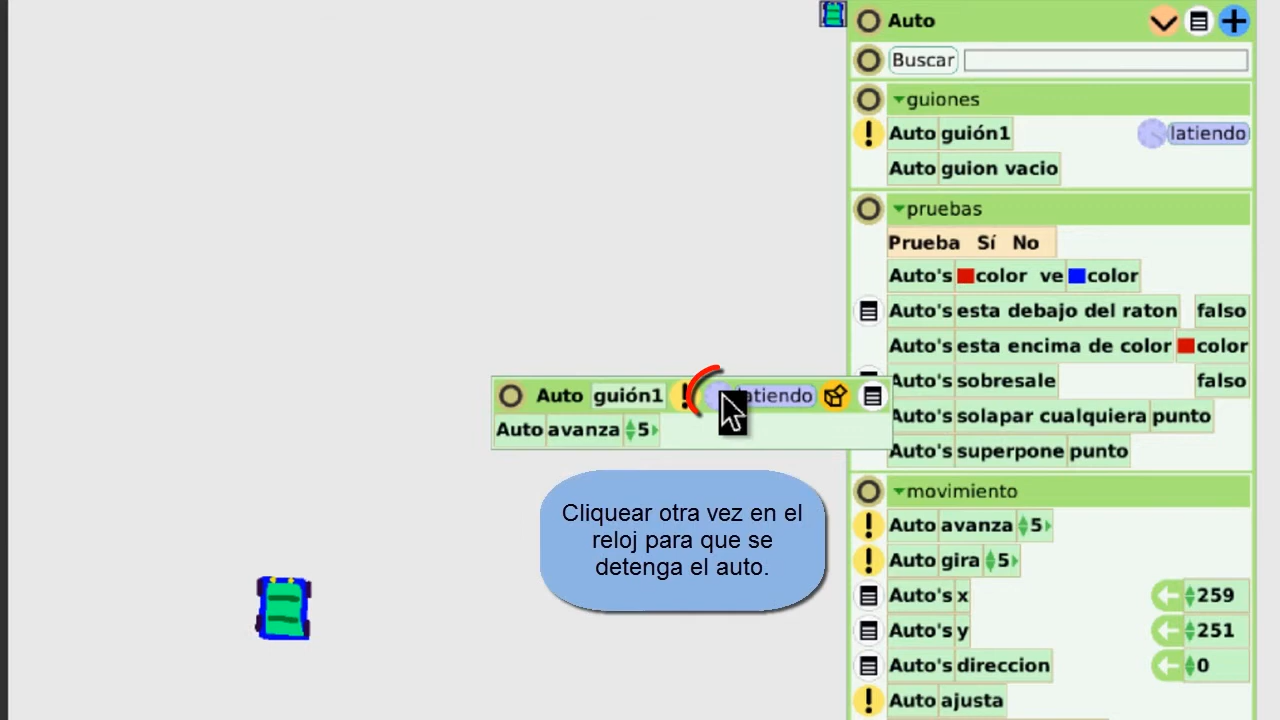 Auto
Buscar
guiones
! Auto guión1 latiendo
Auto guion vacio
pruebas
Prueba Sí No
Auto's color ve color
Auto's esta debajo del raton falso
Auto's esta encima de color color
Auto's sobresale falso
Auto's solapar cualquiera punto
Auto's superpone punto
movimiento
! Auto avanza 5
! Auto gira 5
Auto's x 259
Auto's y 251
Auto's direccion 0
! Auto ajusta
Auto guión1 ! latiendo
Auto avanza 5
Cliquear otra vez en el
reloj para que se
detenga el auto.